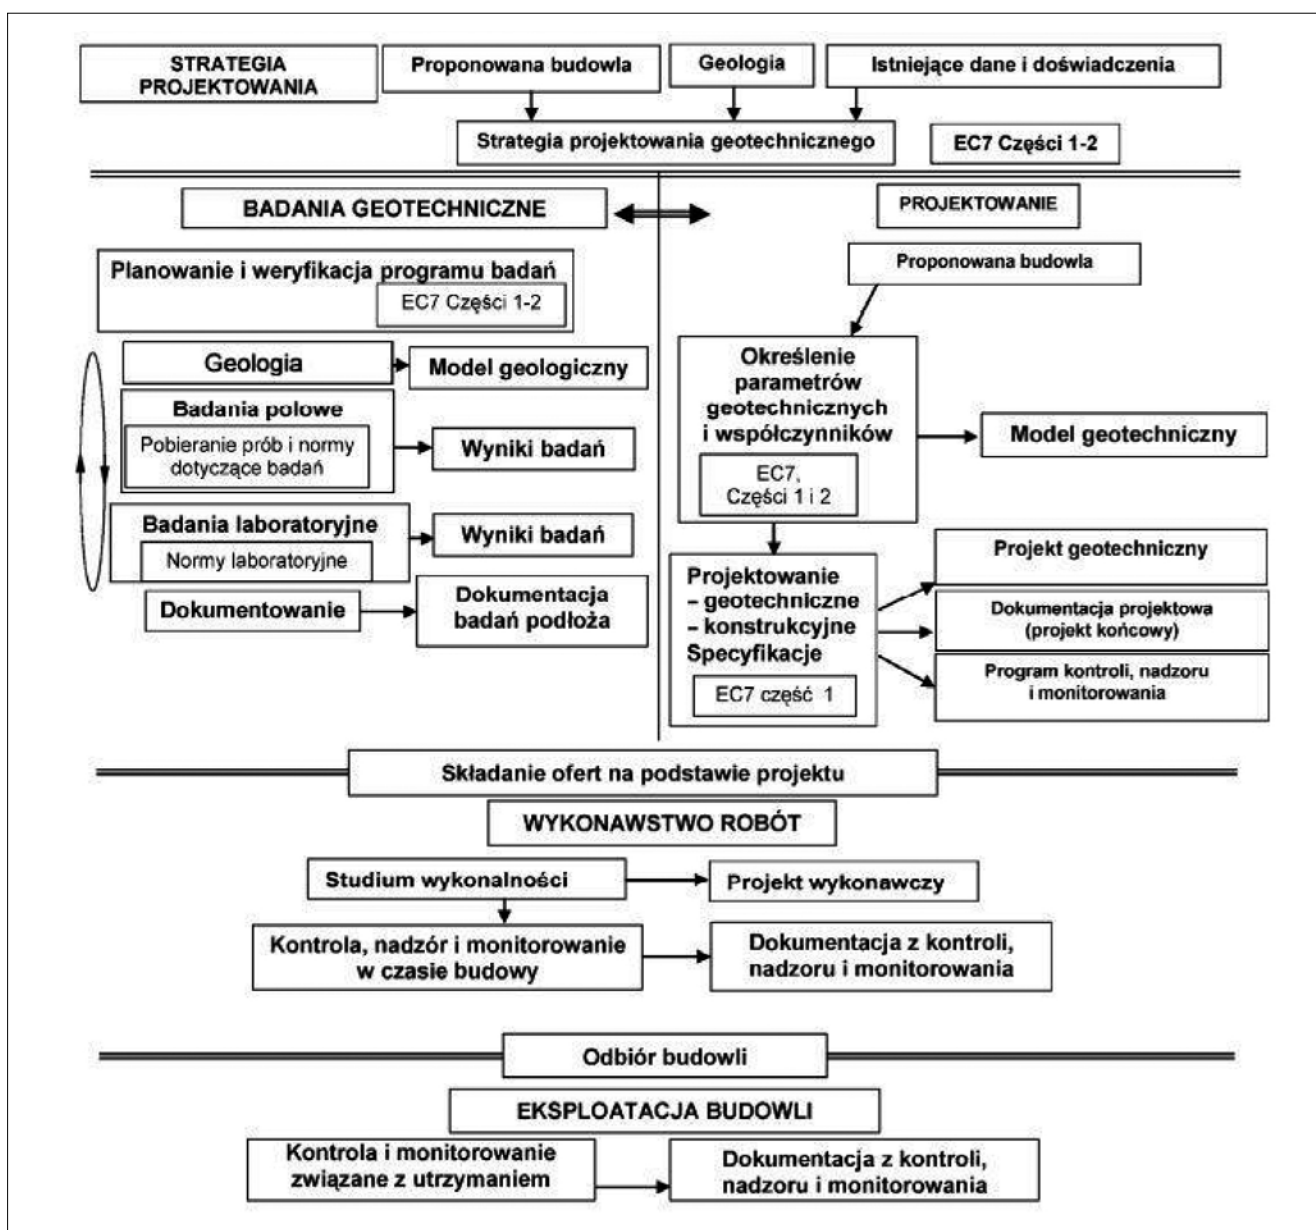 STRATEGIA
PROJEKTOWANIA
Proponowana budowla
Geologia
Istniejące dane i doświadczenia
Strategia projektowania geotechnicznego
EC7 Części 1-2
BADANIA GEOTECHNICZNE
Planowanie i weryfikacja programu badań
EC7 Części 1-2
Geologia
Model geologiczny
Badania polowe
Pobieranie prób i normy
dotyczące badań
Wyniki badań
Badania laboratoryjne
Normy laboratoryjne
Wyniki badań
Dokumentowanie
Dokumentacja
badań podłoża
PROJEKTOWANIE
Proponowana budowla
Określenie
parametrów
geotechnicznych
i współczynników
EC7,
Części 1 i 2
Model geotechniczny
Projektowanie
– geotechniczne
– konstrukcyjne
Specyfikacje
EC7 część 1
Projekt geotechniczny
Dokumentacja projektowa
(projekt końcowy)
Program kontroli, nadzoru
i monitorowania
Składanie ofert na podstawie projektu
WYKONAWSTWO ROBÓT
Studium wykonalności
Projekt wykonawczy
Kontrola, nadzór i monitorowanie
w czasie budowy
Dokumentacja z kontroli,
nadzoru i monitorowania
Odbiór budowli
EKSPLOATACJA BUDOWLI
Kontrola i monitorowanie
związane z utrzymaniem
Dokumentacja z kontroli,
nadzoru i monitorowania